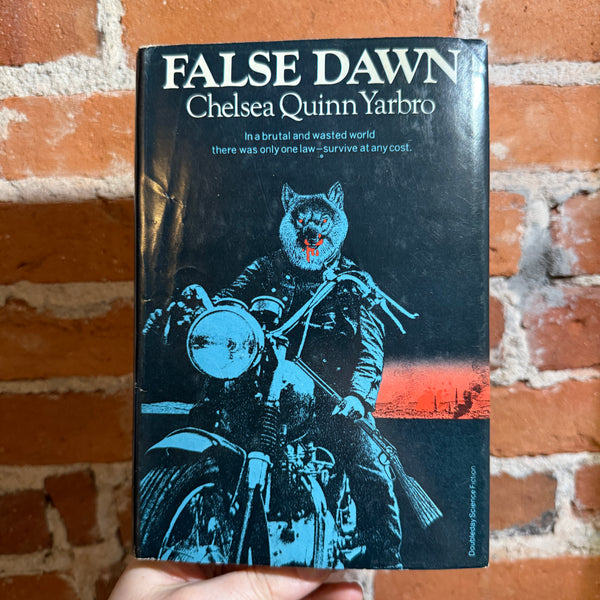 FALSE DAWN
Chelsea Quinn Yarbro
In a brutal and wasted world
there was only one law—survive at any cost.
Doubleday Science Fiction